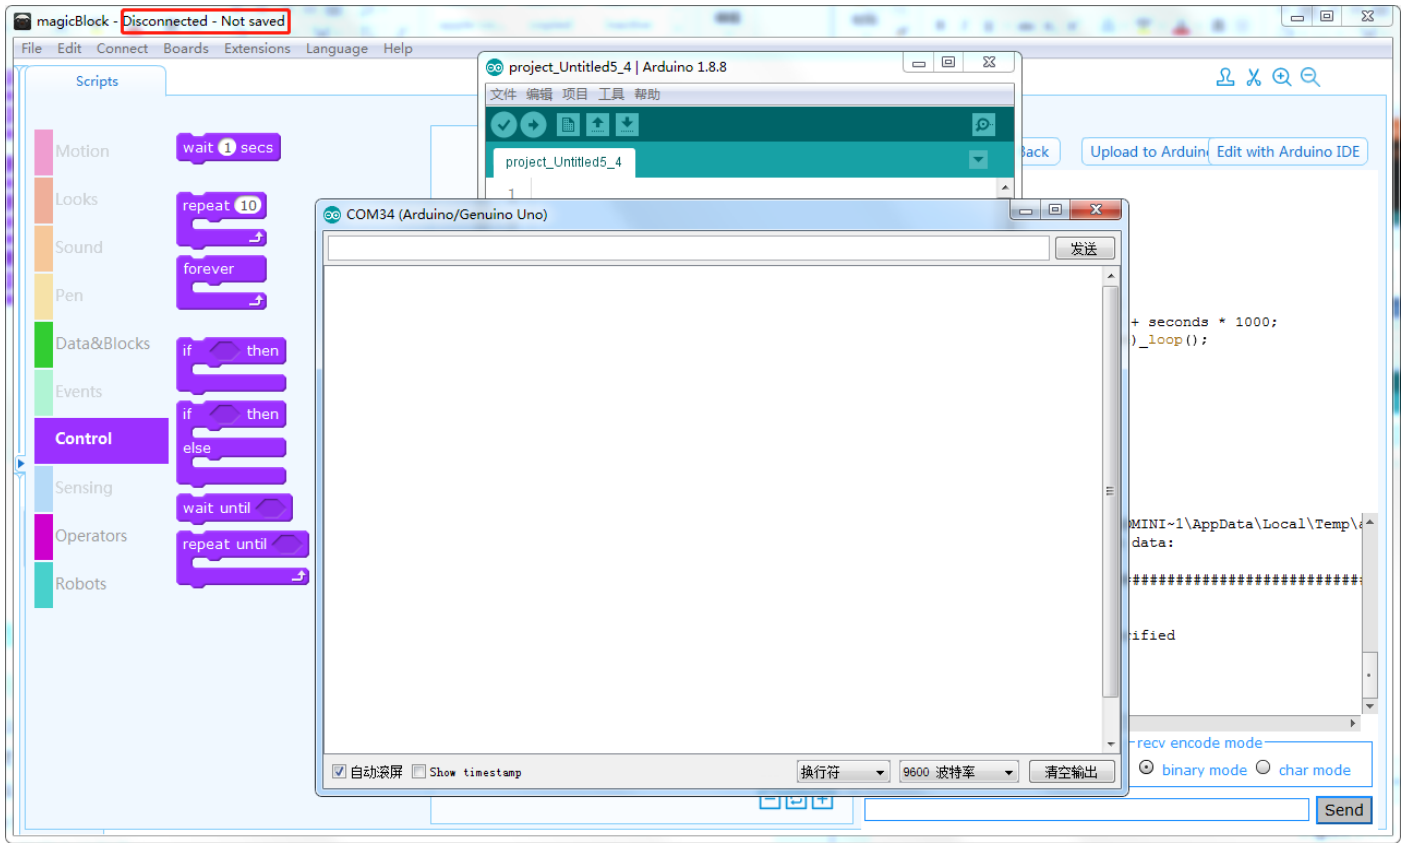 magicBlock - Disconnected - Not saved
File Edit Connect Boards Extensions Language Help
Scripts
Motion
Looks
Sound
Pen
Data&Blocks
Events
Control
Sensing
Operators
Robots
wait 1 secs
repeat 10
forever
if then
if then
else
wait until
repeat until
project_Untitled5_4 | Arduino 1.8.8
文件 编辑 项目 工具 帮助
project_Untitled5_4
1
Upload to Arduin
Edit with Arduino IDE
COM34 (Arduino/Genuino Uno)
发送
+ seconds * 1000;
)_loop();
MINI~1\AppData\Local\Temp\
data:
##########################
rified
自动滚屏 Show timestamp
换行符
9600 波特率
清空输出
recv encode mode
binary mode char mode
Send